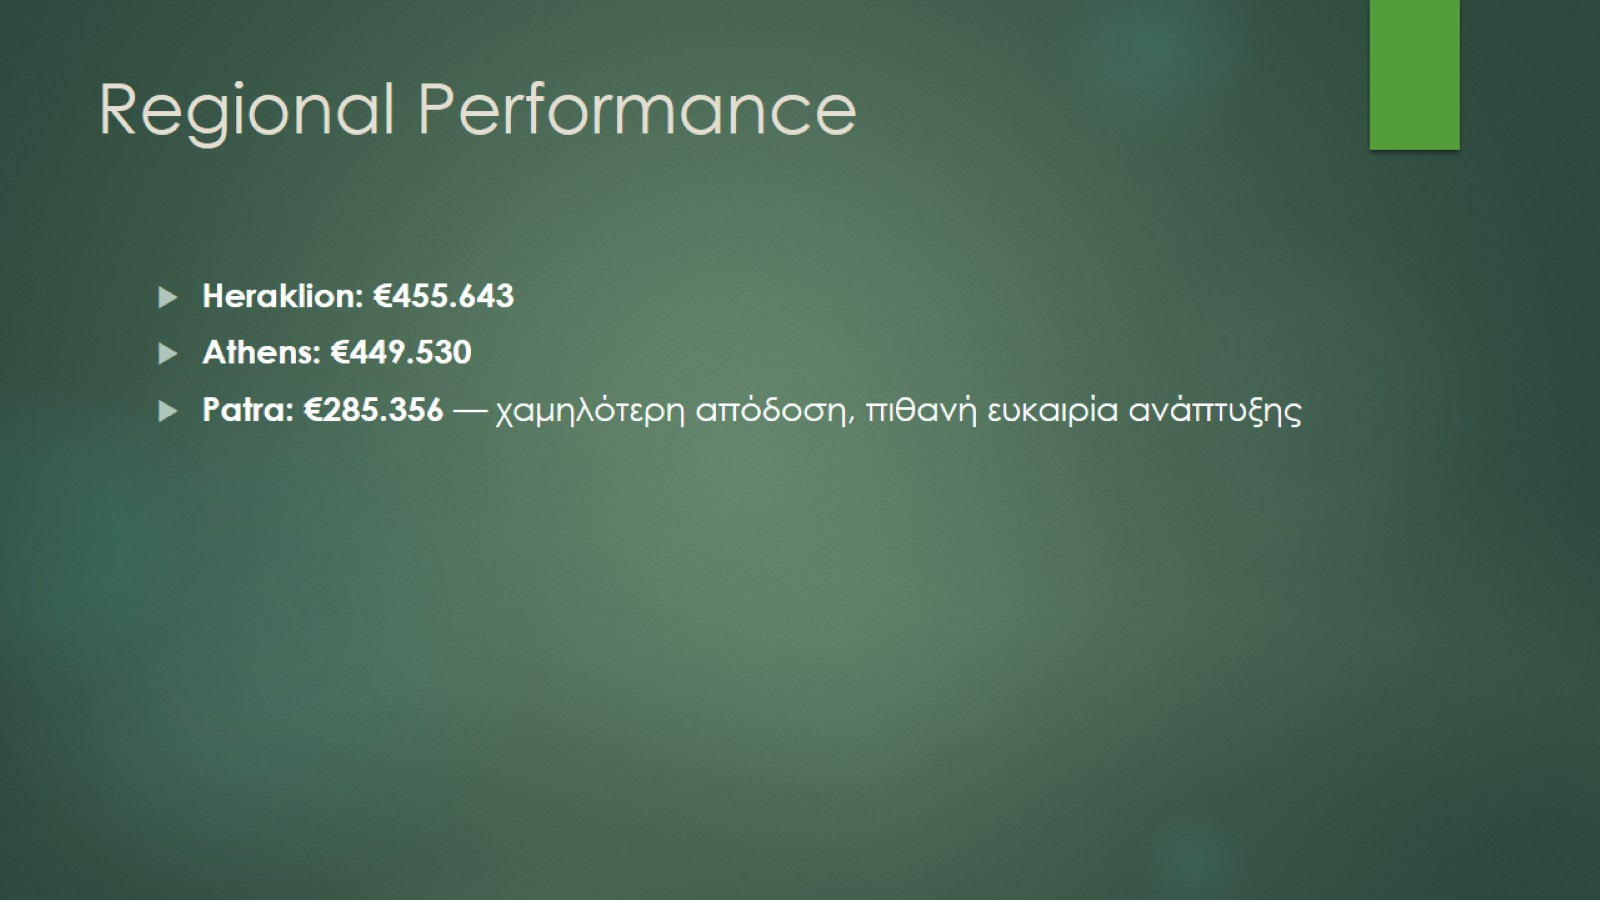 Regional Performance
Heraklion: €455.643
Athens: €449.530
Patra: €285.356 — χαμηλότερη απόδοση, πιθανή ευκαιρία ανάπτυξης